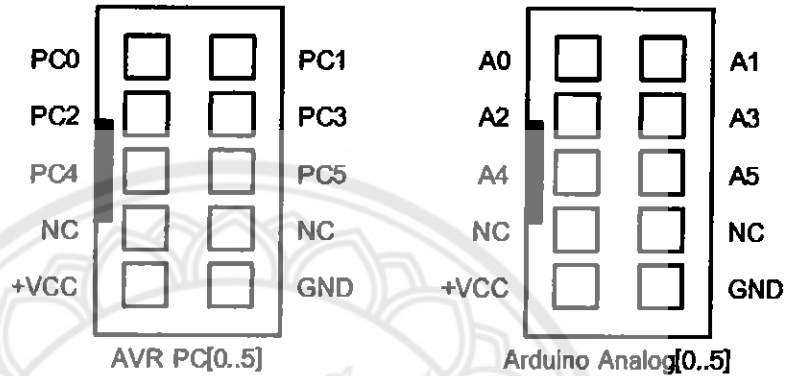 PC0 PC1 A0 A1
PC2 PC3 A2 A3
PC4 PC5 A4 A5
NC NC NC NC
+VCC GND +VCC GND
AVR PC[0..5] Arduino Analog[0..5]